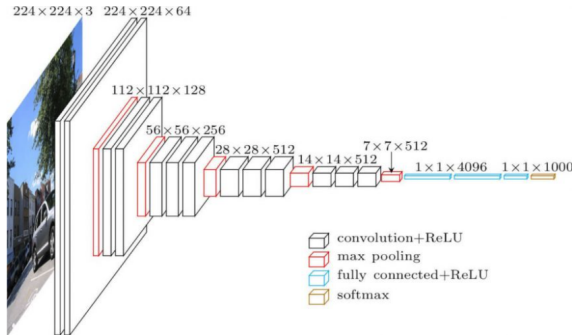 224×224×3
224×224×64
112×112×128
56×56×256
28×28×512
14×14×512
7×7×512
1×1×4096
1×1×1000
convolution+ReLU
max pooling
fully connected+ReLU
softmax